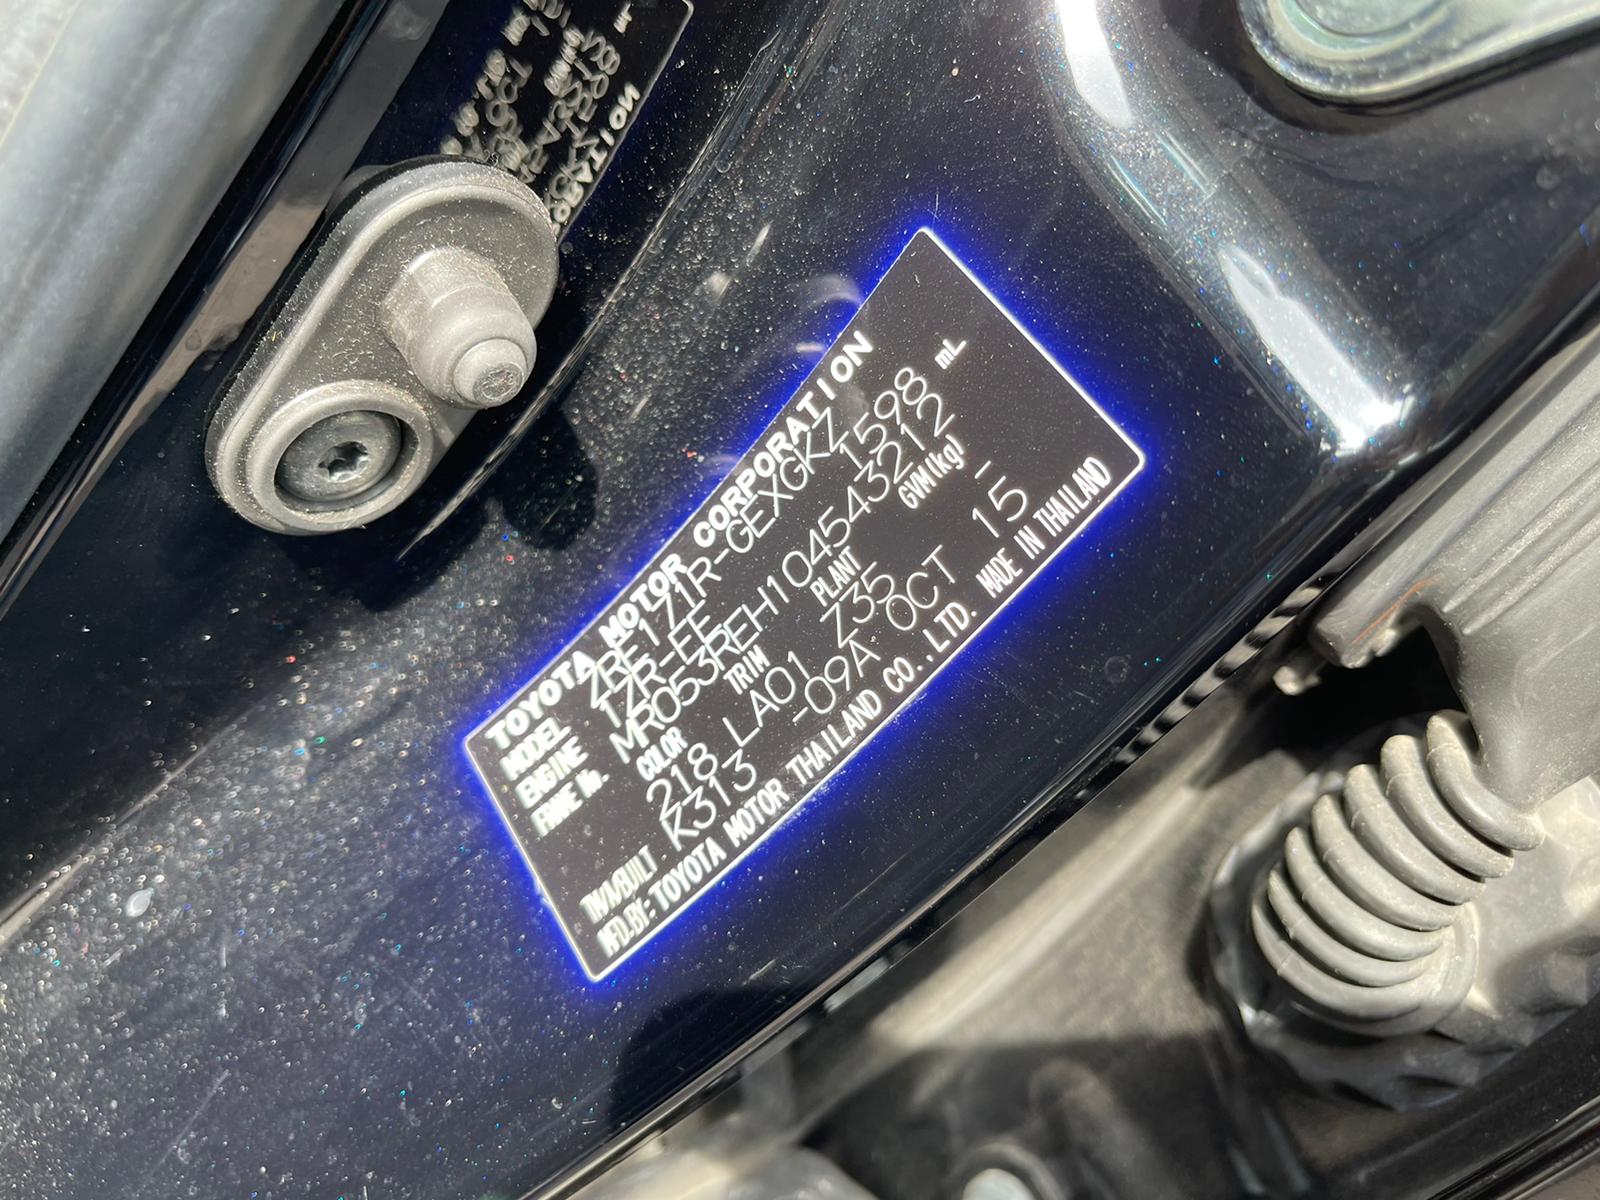 TOYOTA MOTOR CORPORATION
MODEL ZRE171R-GEXGKZ
ENGINE 1ZR-FE 1598 mL
FRAME No. MR053REH104543212
COLOR TRIM PLANT GVM(kg)
218 LA01 Z35 -
TM/A/BUILT K313 -09A OCT 15
MFD.BY: TOYOTA MOTOR THAILAND CO.,LTD. MADE IN THAILAND